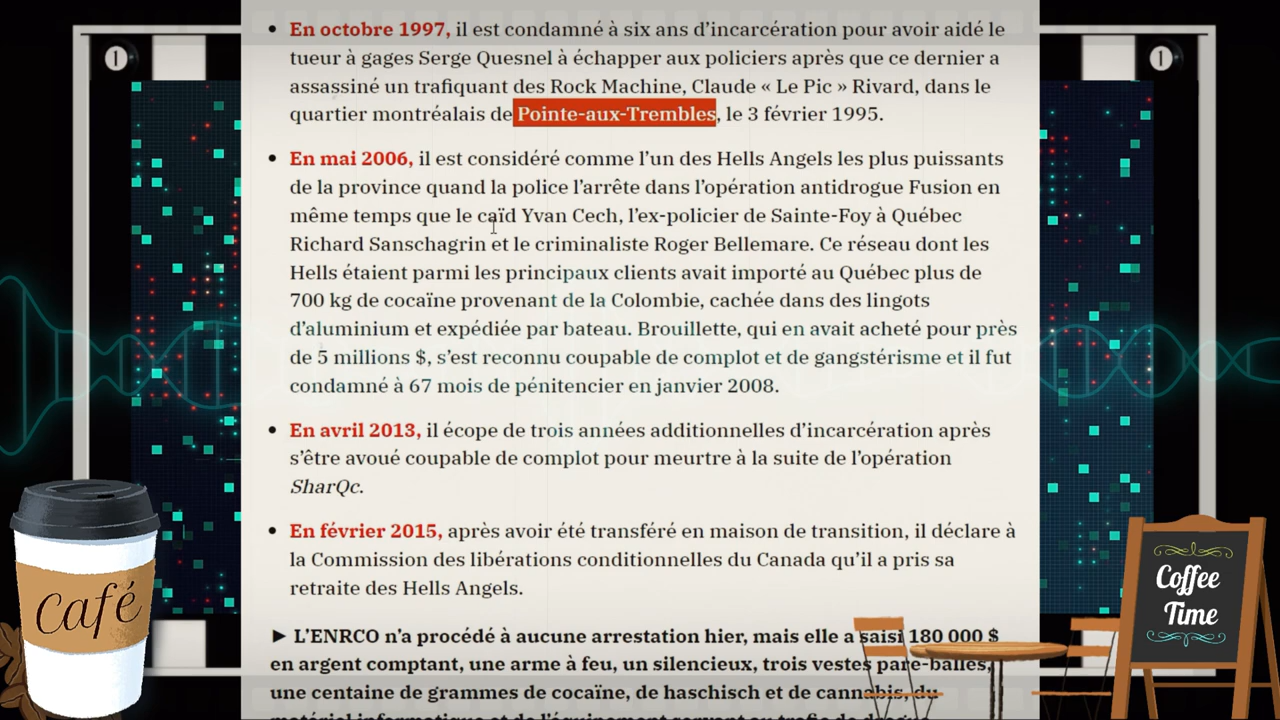 En octobre 1997, il est condamné à six ans d’incarcération pour avoir aidé le
tueur à gages Serge Quesnel à échapper aux policiers après que ce dernier a
assassiné un trafiquant des Rock Machine, Claude « Le Pic » Rivard, dans le
quartier montréalais de Pointe-aux-Trembles, le 3 février 1995.
En mai 2006, il est considéré comme l’un des Hells Angels les plus puissants
de la province quand la police l’arrête dans l’opération antidrogue Fusion en
même temps que le caïd Yvan Cech, l’ex-policier de Sainte-Foy à Québec
Richard Sanschagrin et le criminaliste Roger Bellemare. Ce réseau dont les
Hells étaient parmi les principaux clients avait importé au Québec plus de
700 kg de cocaïne provenant de la Colombie, cachée dans des lingots
d’aluminium et expédiée par bateau. Brouillette, qui en avait acheté pour près
de 5 millions $, s’est reconnu coupable de complot et de gangstérisme et il fut
condamné à 67 mois de pénitencier en janvier 2008.
En avril 2013, il écope de trois années additionnelles d’incarcération après
s’être avoué coupable de complot pour meurtre à la suite de l’opération
SharQc.
En février 2015, après avoir été transféré en maison de transition, il déclare à
la Commission des libérations conditionnelles du Canada qu’il a pris sa
retraite des Hells Angels.
► L’ENRCO n’a procédé à aucune arrestation hier, mais elle a saisi 180 000 $
en argent comptant, une arme à feu, un silencieux, trois vestes pare-balles,
une centaine de grammes de cocaïne, de haschisch et de cannabis, du
matériel informatique et de l’équipement servant au trafic de drogue
1
1
Café
Coffee
Time